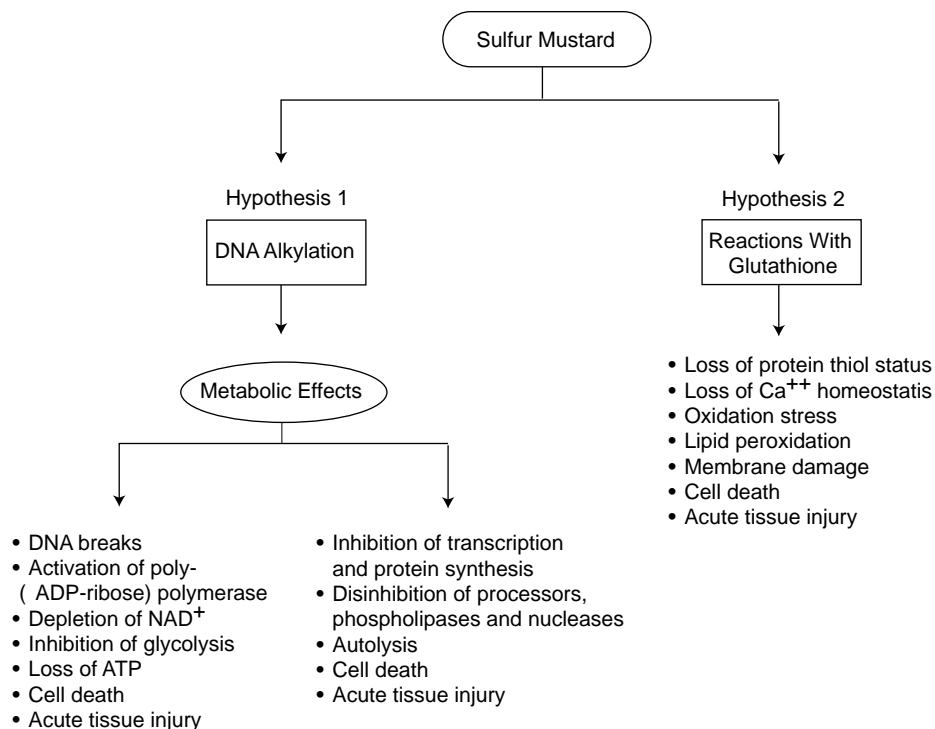 Sulfur Mustard
Hypothesis 1
DNA Alkylation
Metabolic Effects
• DNA breaks
• Activation of poly-
( ADP-ribose) polymerase
• Depletion of NAD+
• Inhibition of glycolysis
• Loss of ATP
• Cell death
• Acute tissue injury
• Inhibition of transcription
and protein synthesis
• Disinhibition of processors,
phospholipases and nucleases
• Autolysis
• Cell death
• Acute tissue injury
Hypothesis 2
Reactions With
Glutathione
• Loss of protein thiol status
• Loss of Ca++ homeostatis
• Oxidation stress
• Lipid peroxidation
• Membrane damage
• Cell death
• Acute tissue injury